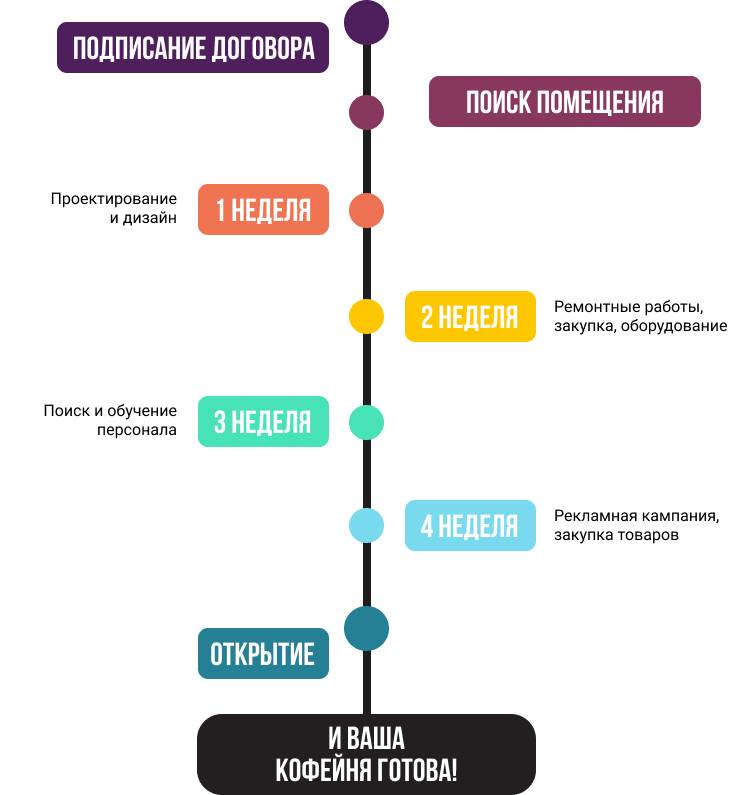 ПОДПИСАНИЕ ДОГОВОРА
ПОИСК ПОМЕЩЕНИЯ
Проектирование
и дизайн
1 НЕДЕЛЯ
2 НЕДЕЛЯ
Ремонтные работы,
закупка, оборудование
Поиск и обучение
персонала
3 НЕДЕЛЯ
4 НЕДЕЛЯ
Рекламная кампания,
закупка товаров
ОТКРЫТИЕ
И ВАША
КОФЕЙНЯ ГОТОВА!